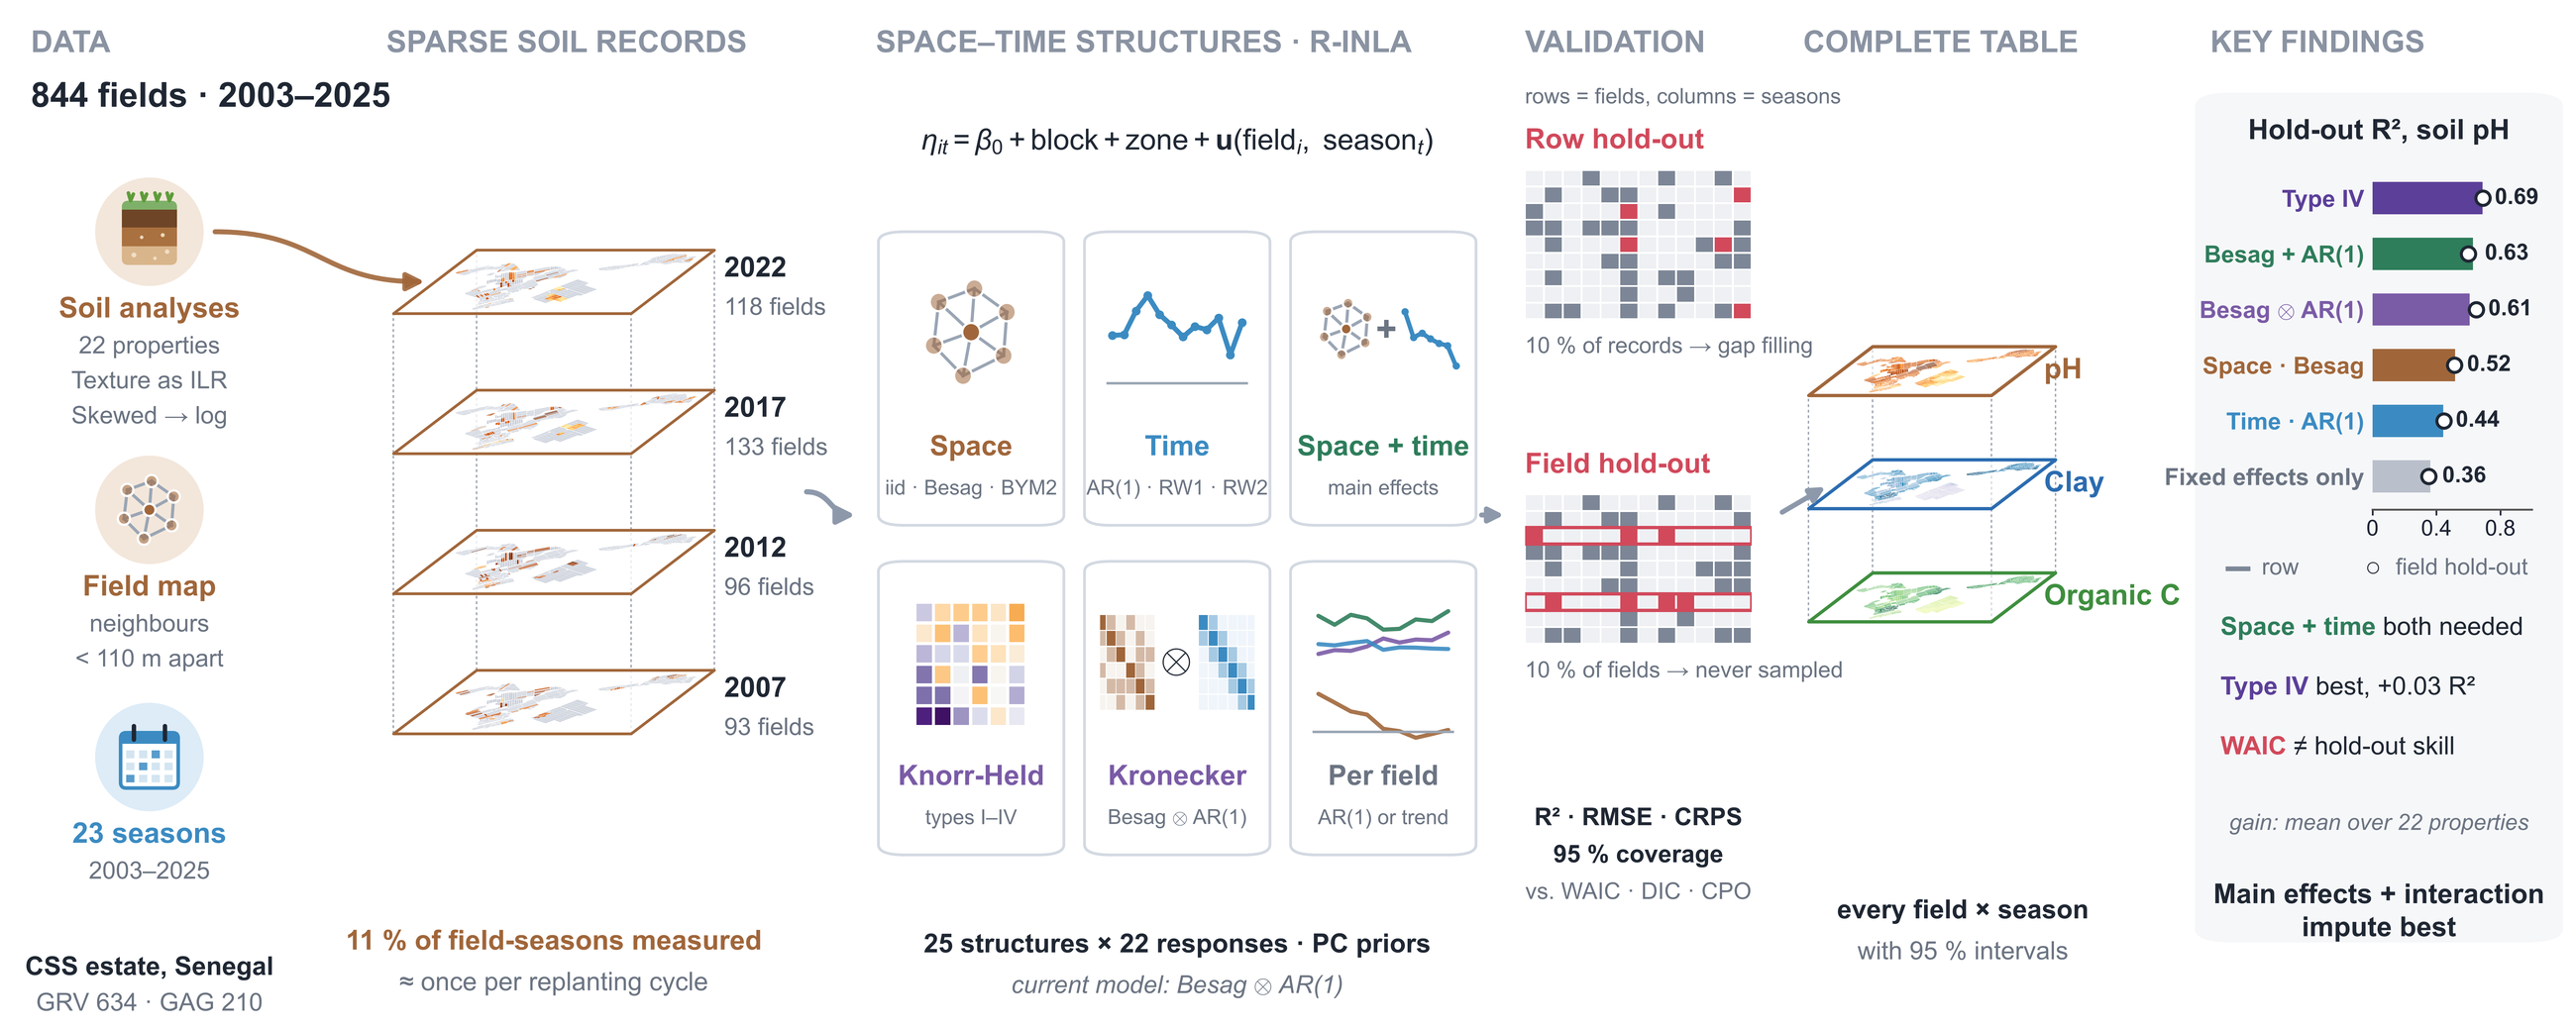 DATA
844 fields · 2003–2025
Soil analyses
22 properties
Texture as ILR
Skewed → log
Field map
neighbours
< 110 m apart
23 seasons
2003–2025
CSS estate, Senegal
GRV 634 · GAG 210
SPARSE SOIL RECORDS
2022
118 fields
2017
133 fields
2012
96 fields
2007
93 fields
11 % of field-seasons measured
≈ once per replanting cycle
SPACE–TIME STRUCTURES · R-INLA
ηit = β0 + block + zone + u(fieldi, seasont)
Space
iid · Besag · BYM2
Time
AR(1) · RW1 · RW2
Space + time
main effects
Knorr-Held
types I–IV
Kronecker
Besag ⊗ AR(1)
Per field
AR(1) or trend
25 structures × 22 responses · PC priors
current model: Besag ⊗ AR(1)
VALIDATION
rows = fields, columns = seasons
Row hold-out
10 % of records → gap filling
Field hold-out
10 % of fields → never sampled
R² · RMSE · CRPS
95 % coverage
vs. WAIC · DIC · CPO
COMPLETE TABLE
pH
Clay
Organic C
every field × season
with 95 % intervals
KEY FINDINGS
Hold-out R², soil pH
Type IV 0.69
Besag + AR(1) 0.63
Besag ⊗ AR(1) 0.61
Space · Besag 0.52
Time · AR(1) 0.44
Fixed effects only 0.36
0 0.4 0.8
row field hold-out
Space + time both needed
Type IV best, +0.03 R²
WAIC ≠ hold-out skill
gain: mean over 22 properties
Main effects + interaction
impute best